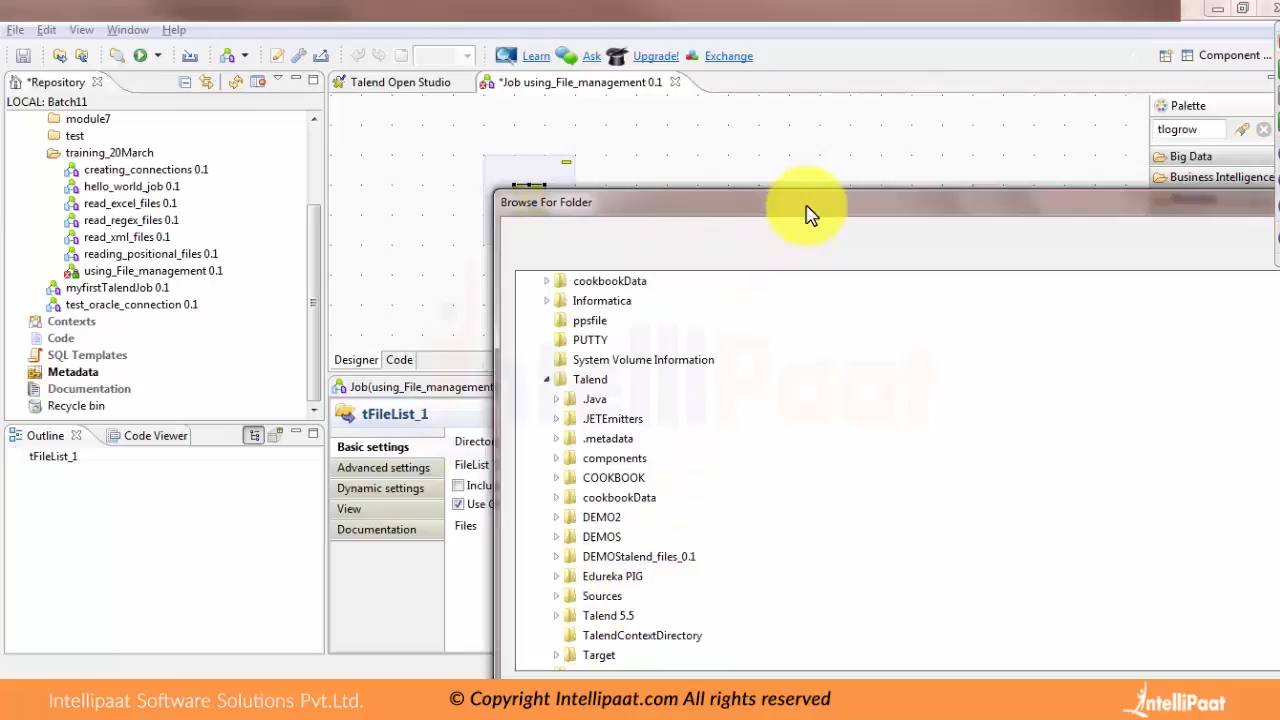 File Edit View Window Help
Learn Ask Upgrade! Exchange Component ...
*Repository
LOCAL: Batch11
module7
test
training_20March
creating_connections 0.1
hello_world_job 0.1
read_excel_files 0.1
read_regex_files 0.1
read_xml_files 0.1
reading_positional_files 0.1
using_File_management 0.1
myfirstTalendJob 0.1
test_oracle_connection 0.1
Contexts
Code
SQL Templates
Metadata
Documentation
Recycle bin
Outline Code Viewer
tFileList_1
Talend Open Studio *Job using_File_management 0.1
Palette
tlogrow
Big Data
Business Intelligence
Designer Code
Job(using_File_management
tFileList_1
Basic settings
Advanced settings
Dynamic settings
View
Documentation
Directo
FileList
Inclu
Use
Files
Browse For Folder
cookbookData
Informatica
ppsfile
PUTTY
System Volume Information
Talend
.Java
.JETEmitters
.metadata
components
COOKBOOK
cookbookData
DEMO2
DEMOS
DEMOStalend_files_0.1
Edureka PIG
Sources
Talend 5.5
TalendContextDirectory
Target
IntelliPaat
Intellipaat Software Solutions Pvt.Ltd.
© Copyright Intellipaat.com All rights reserved
IntelliPaat